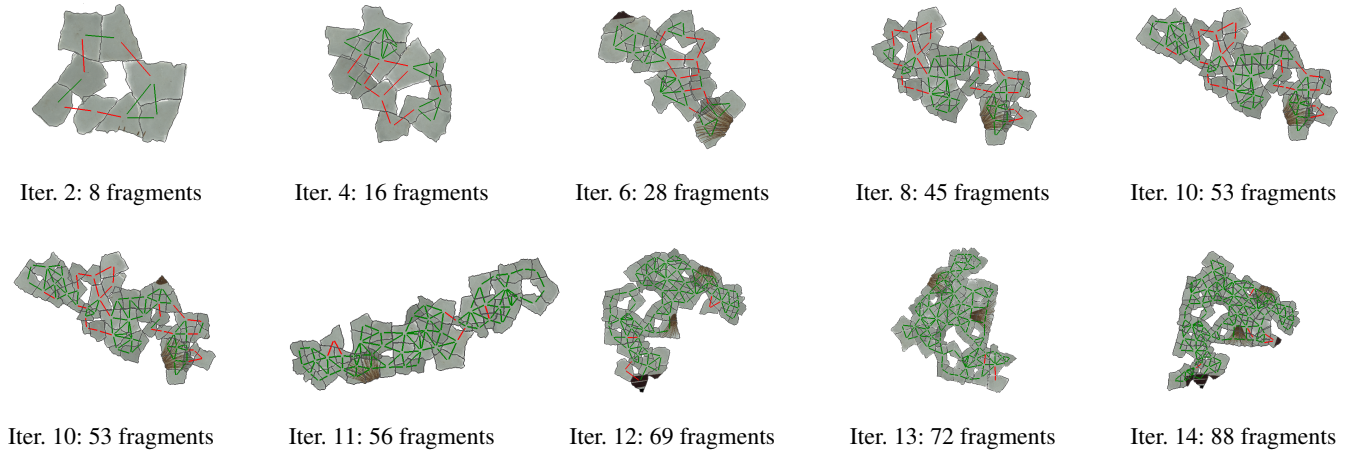 Iter. 2: 8 fragments
Iter. 4: 16 fragments
Iter. 6: 28 fragments
Iter. 8: 45 fragments
Iter. 10: 53 fragments
Iter. 10: 53 fragments
Iter. 11: 56 fragments
Iter. 12: 69 fragments
Iter. 13: 72 fragments
Iter. 14: 88 fragments